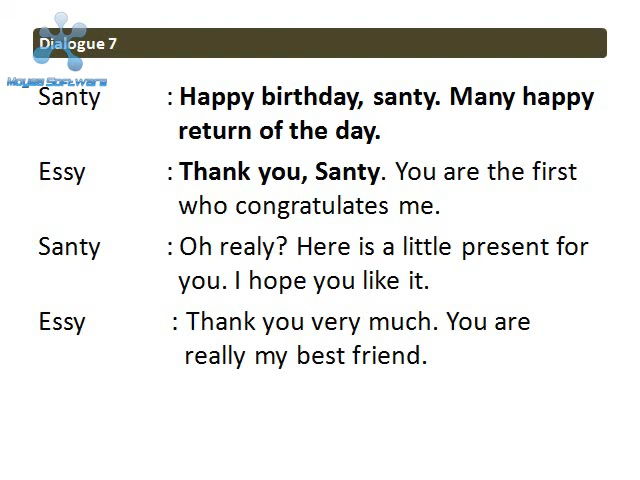 Dialogue 7
Moyea Software
Santy : Happy birthday, santy. Many happy
return of the day.
Essy : Thank you, Santy. You are the first
who congratulates me.
Santy : Oh realy? Here is a little present for
you. I hope you like it.
Essy : Thank you very much. You are
really my best friend.